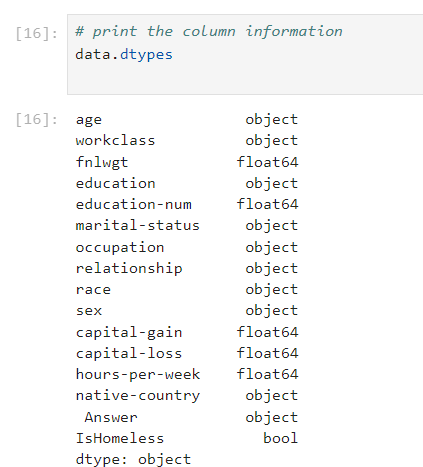 [16]: # print the column information
data.dtypes
[16]: age object
workclass object
fnlwgt float64
education object
education-num float64
marital-status object
occupation object
relationship object
race object
sex object
capital-gain float64
capital-loss float64
hours-per-week float64
native-country object
Answer object
IsHomeless bool
dtype: object